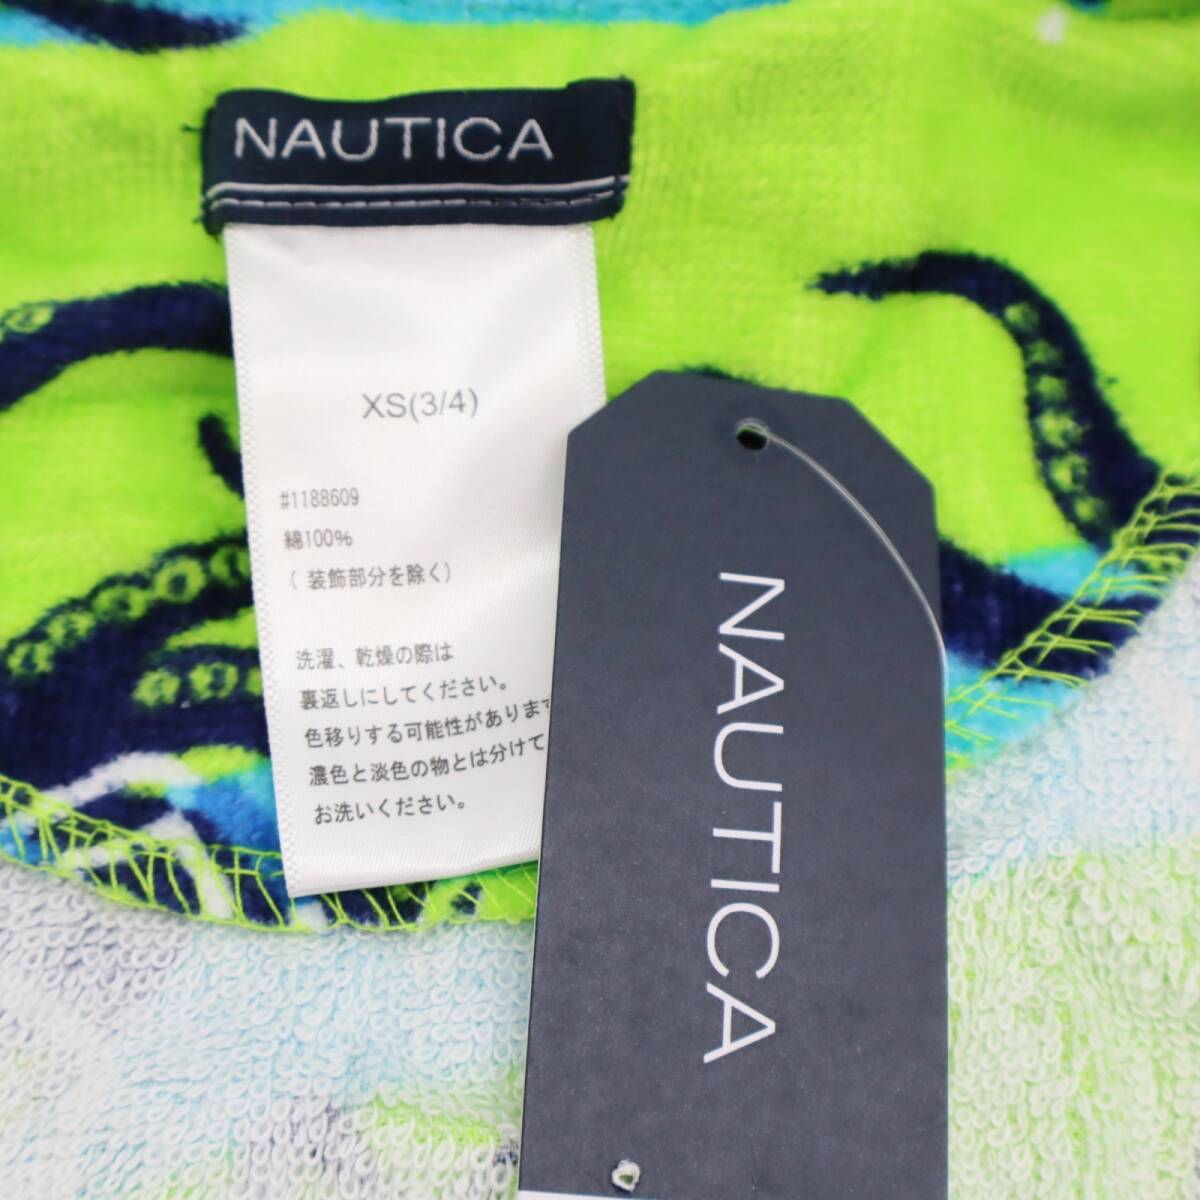 NAUTICA
XS(3/4)
#1188609
綿100%
( 装飾部分を除く)
洗濯、乾燥の際は
裏返しにしてください。
色移りする可能性があります
濃色と淡色の物とは分けて
お洗いください。
NAUTICA